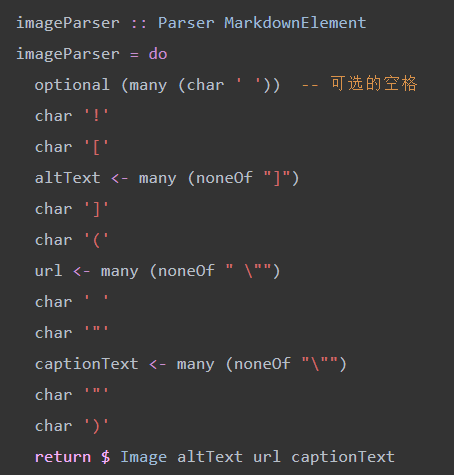 imageParser :: Parser MarkdownElement
imageParser = do
  optional (many (char ' '))  -- 可选的空格
  char '!'
  char '['
  altText <- many (noneOf "]")
  char ']'
  char '('
  url <- many (noneOf " \"")
  char ' '
  char '"'
  captionText <- many (noneOf "\"")
  char '"'
  char ')'
  return $ Image altText url captionText